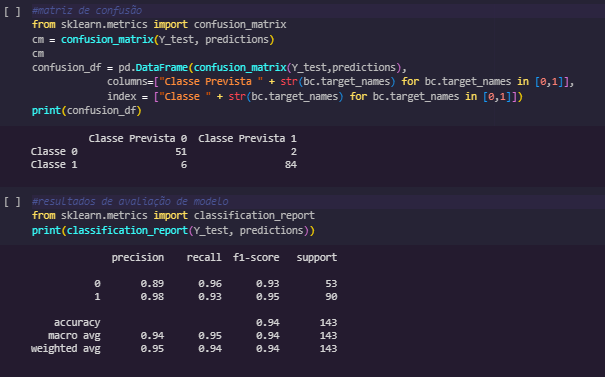 [ ] #matriz de confusão
from sklearn.metrics import confusion_matrix
cm = confusion_matrix(Y_test, predictions)
cm
confusion_df = pd.DataFrame(confusion_matrix(Y_test,predictions),
columns=["Classe Prevista " + str(bc.target_names) for bc.target_names in [0,1]],
index = ["Classe " + str(bc.target_names) for bc.target_names in [0,1]])
print(confusion_df)
Classe Prevista 0 Classe Prevista 1
Classe 0 51 2
Classe 1 6 84
[ ] #resultados de avaliação de modelo
from sklearn.metrics import classification_report
print(classification_report(Y_test, predictions))
precision recall f1-score support
0 0.89 0.96 0.93 53
1 0.98 0.93 0.95 90
accuracy 0.94 143
macro avg 0.94 0.95 0.94 143
weighted avg 0.95 0.94 0.94 143